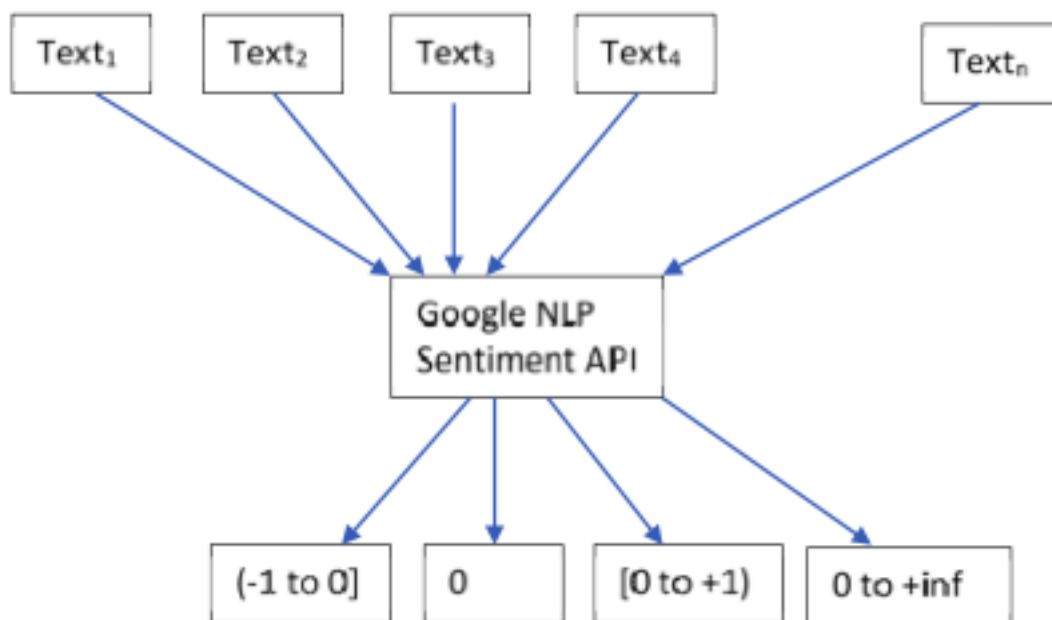 Text₁
Text₂
Text₃
Text₄
Textₙ
Google NLP
Sentiment API
(-1 to 0]
0
[0 to +1)
0 to +inf